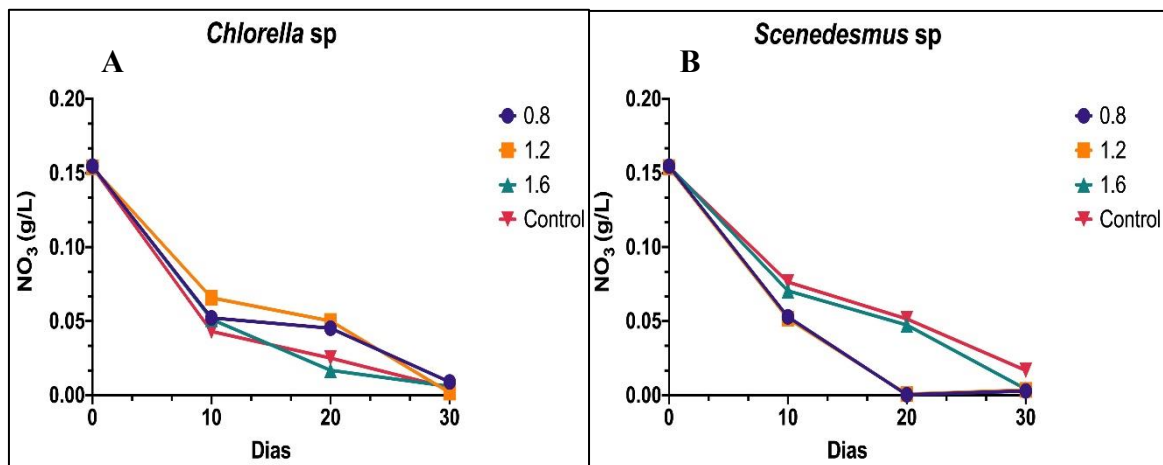 Chlorella sp
A
0.20
0.15
0.10
0.05
0.00
NO3 (g/L)
0 10 20 30
Dias
0.8
1.2
1.6
Control
Scenedesmus sp
B
0.20
0.15
0.10
0.05
0.00
NO3 (g/L)
0 10 20 30
Dias
0.8
1.2
1.6
Control